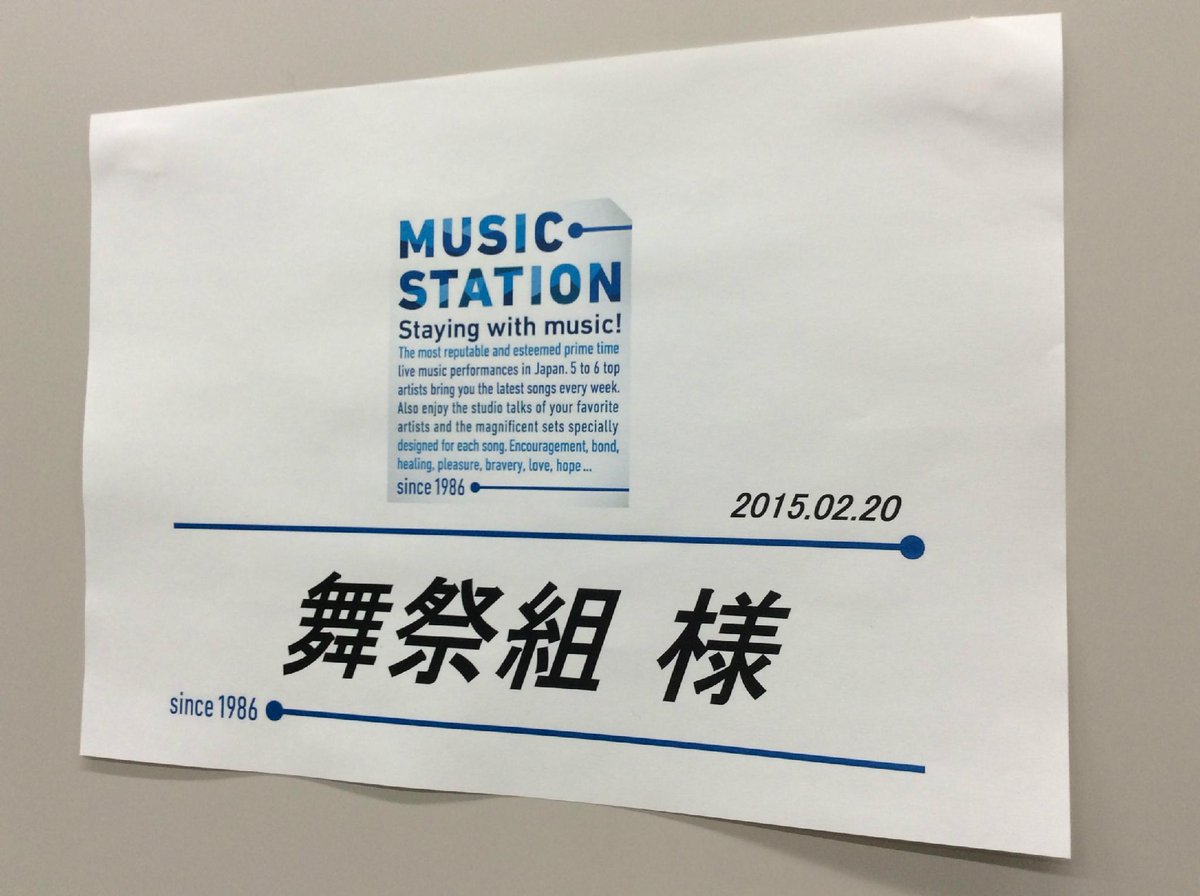 MUSIC
STATION
Staying with music!
The most reputable and esteemed prime time
live music performances in Japan. 5 to 6 top
artists bring you the latest songs every week.
Also enjoy the studio talks of your favorite
artists and the magnificent sets specially
designed for each song. Encouragement, bond,
healing, pleasure, bravery, love, hope...
since 1986
2015.02.20
舞祭組 様
since 1986